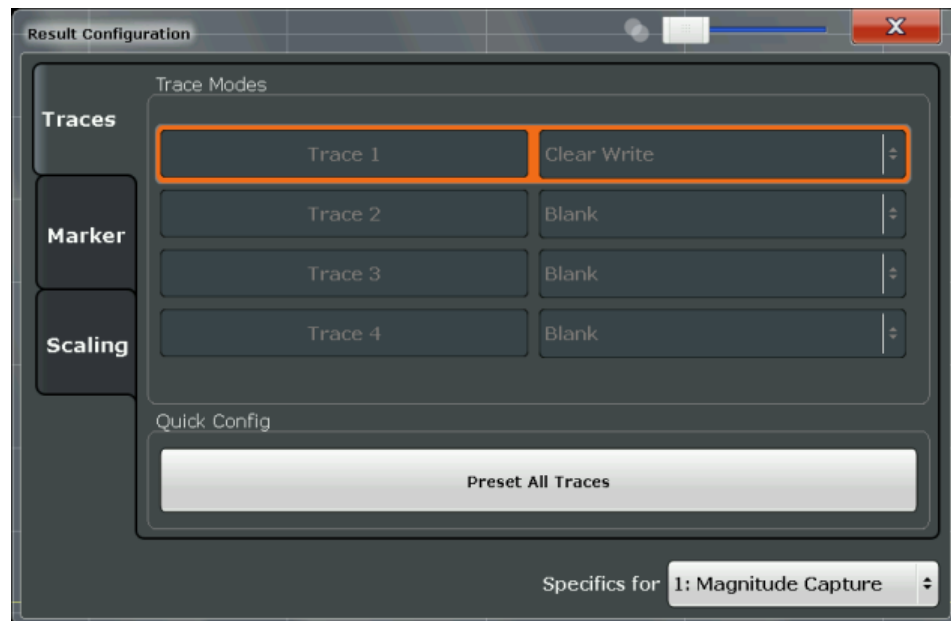 Result Configuration
X
Trace Modes
Traces
Trace 1 Clear Write
Trace 2 Blank
Marker
Trace 3 Blank
Trace 4 Blank
Scaling
Quick Config
Preset All Traces
Specifics for 1: Magnitude Capture